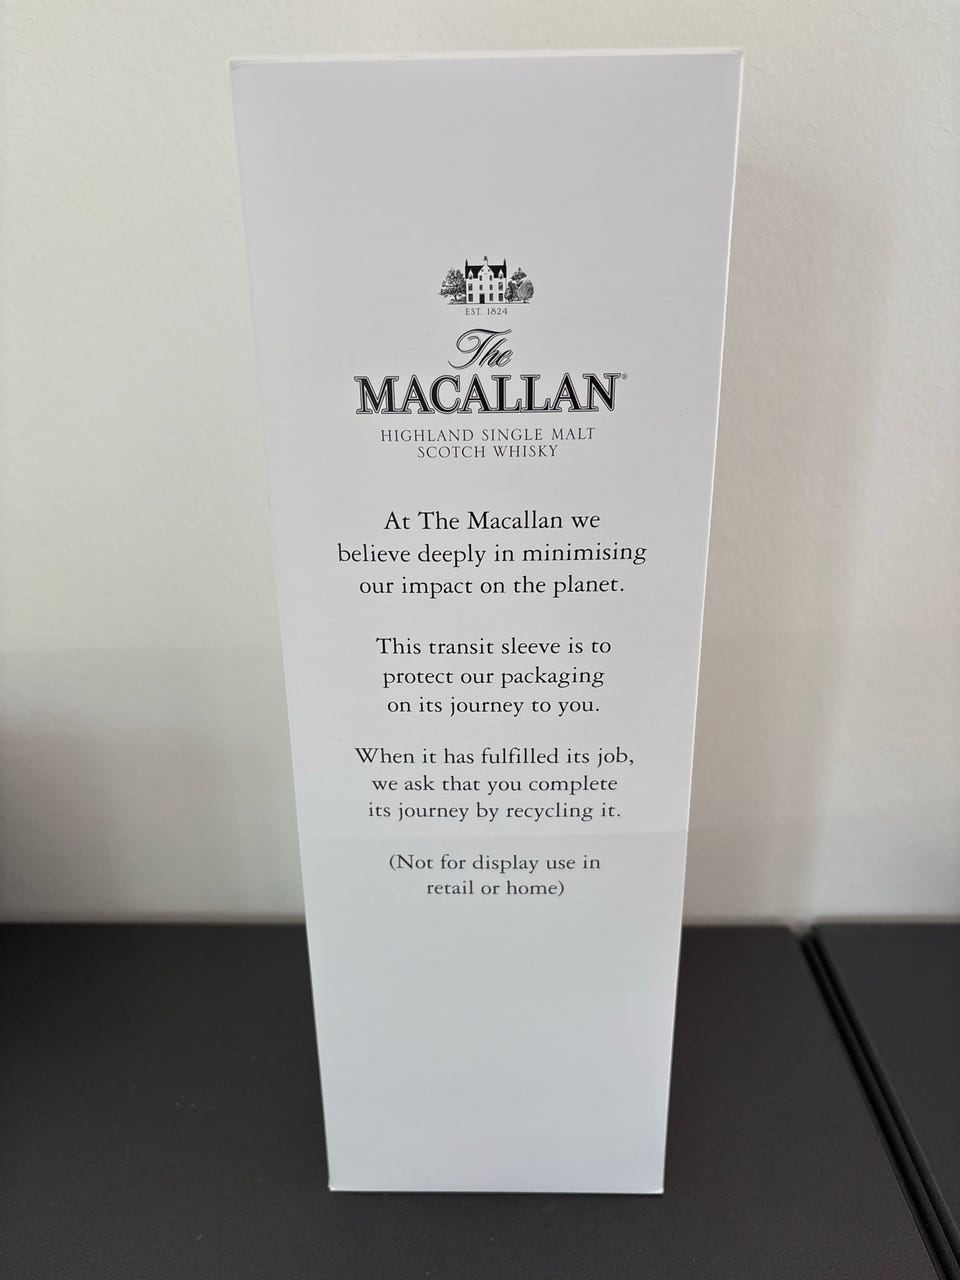 EST. 1824
The
MACALLAN®
HIGHLAND SINGLE MALT
SCOTCH WHISKY
At The Macallan we
believe deeply in minimising
our impact on the planet.
This transit sleeve is to
protect our packaging
on its journey to you.
When it has fulfilled its job,
we ask that you complete
its journey by recycling it.
(Not for display use in
retail or home)